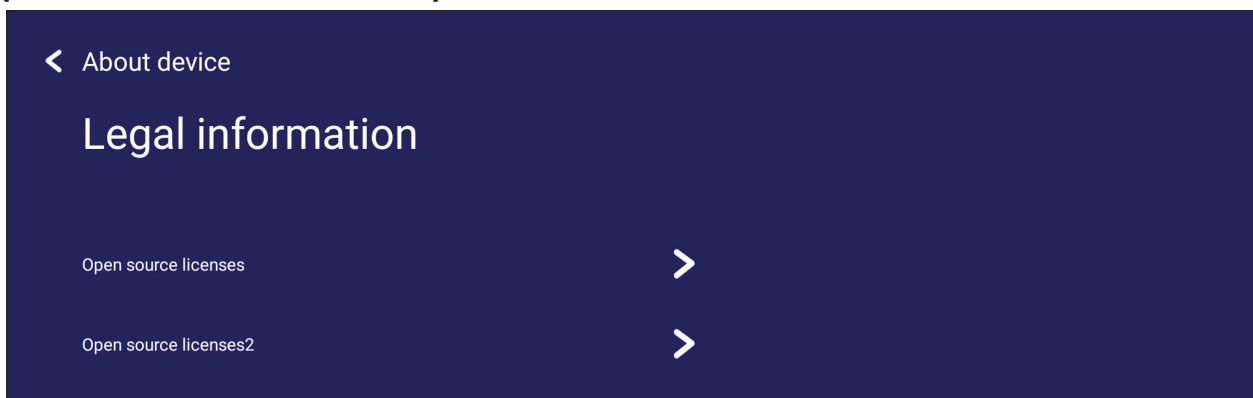 About device
Legal information
Open source licenses
Open source licenses2